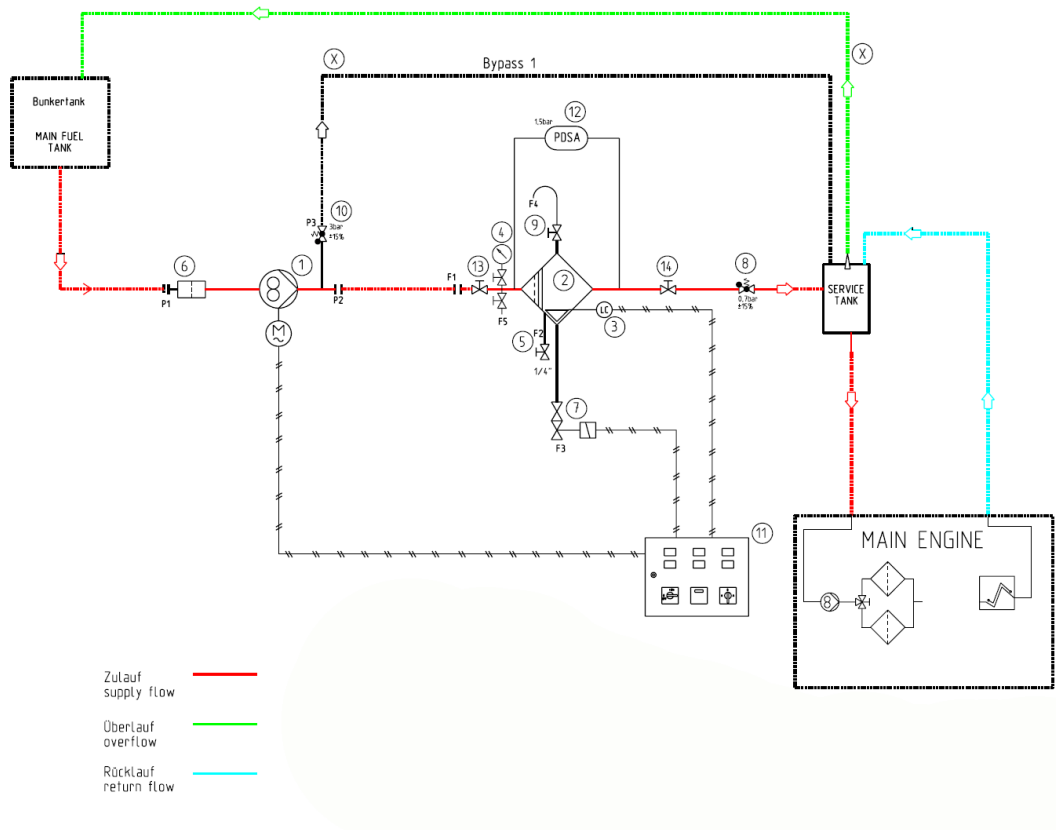 X
X
Bypass 1
Bunkertank
MAIN FUEL
TANK
12
1,5bar
PDSA
F4
P3
10
3bar
±15%
9
4
6
1
F1
13
2
14
8
P1
P2
F5
0,7bar
±15%
SERVICE
TANK
LC
3
M
~
F2
5
1/4"
7
F3
11
MAIN ENGINE
Zulauf
supply flow
Überlauf
overflow
Rücklauf
return flow